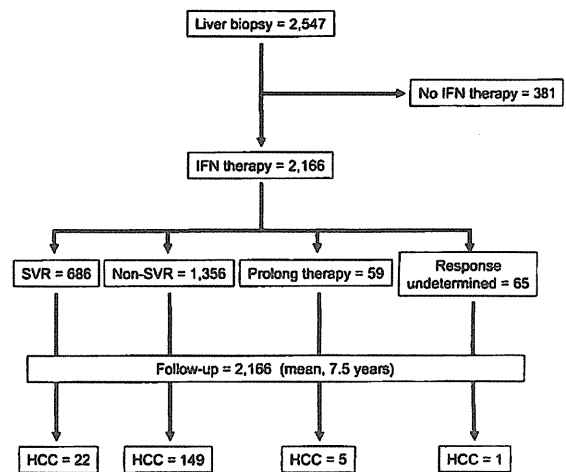 Liver biopsy = 2,547
No IFN therapy = 381
IFN therapy = 2,166
SVR = 686
Non-SVR = 1,356
Prolong therapy = 59
Response
undetermined = 65
Follow-up = 2,166 (mean, 7.5 years)
HCC = 22
HCC = 149
HCC = 5
HCC = 1